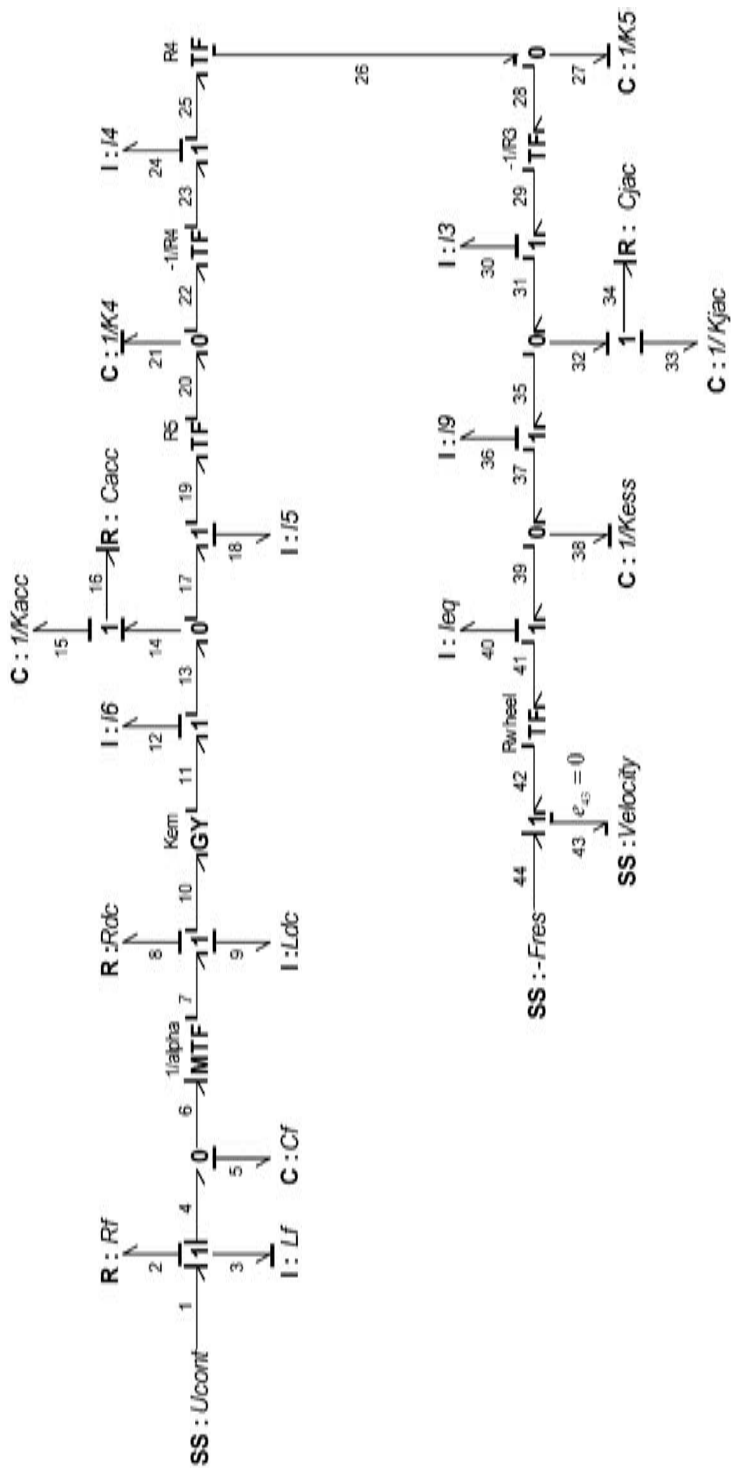 SS : Ucont
1
R : Rf
2
3
I : Lf
4
5
C : Cf
6
1/alpha
MTF
7
R :Rdc
8
9
I :Ldc
10
Kem
GY
11
I : I6
12
13
14
C : 1/Kacc
15
16
R : Cacc
17
18
I : I5
19
R5
TF
20
C : 1/K4
21
22
-1/R4
TF
23
I : I4
24
25
R4
TF
26
0
27
C : 1/K5
28
-1/R3
TF
29
I : I3
30
31
0
32
1
33
C : 1/Kjac
34
R : Cjac
35
1
I : I9
36
37
0
38
C : 1/Kess
39
1
I : Ieq
40
41
Rwheel
TF
42
1
43
e43 = 0
SS :Velocity
44
SS :-Fres
1
0
1
1
0
1
1
0
1